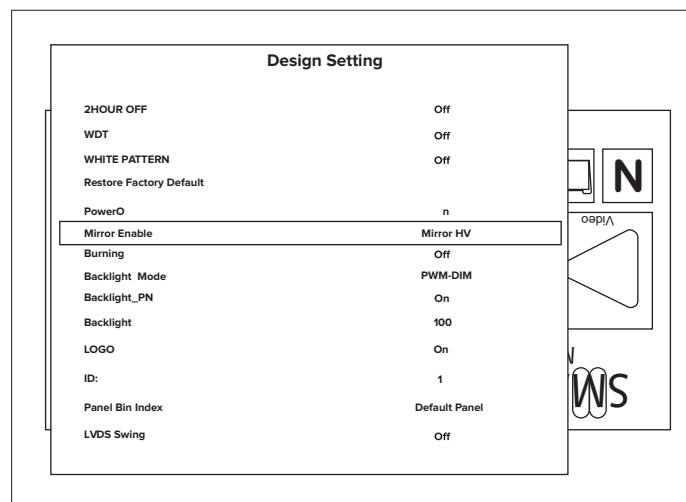 Design Setting
2HOUR OFF Off
WDT Off
WHITE PATTERN Off
Restore Factory Default
PowerO n
Mirror Enable Mirror HV
Burning Off
Backlight Mode PWM-DIM
Backlight_PN On
Backlight 100
LOGO On
ID: 1
Panel Bin Index Default Panel
LVDS Swing Off
N
Video